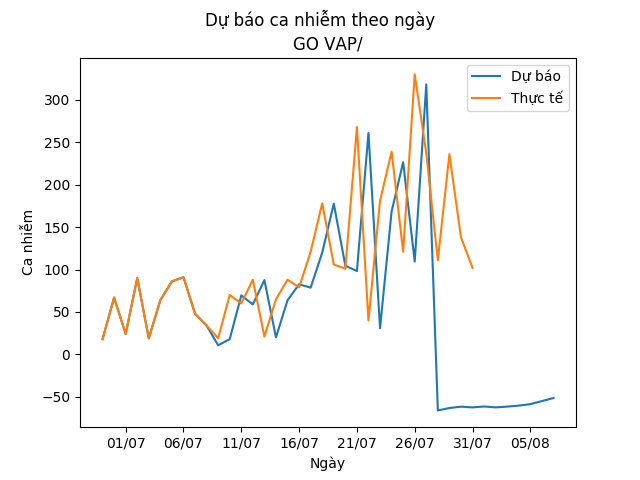 Dự báo ca nhiễm theo ngày
GO VAP/
Dự báo
Thực tế
Ca nhiễm
300
250
200
150
100
50
0
−50
01/07 06/07 11/07 16/07 21/07 26/07 31/07 05/08
Ngày